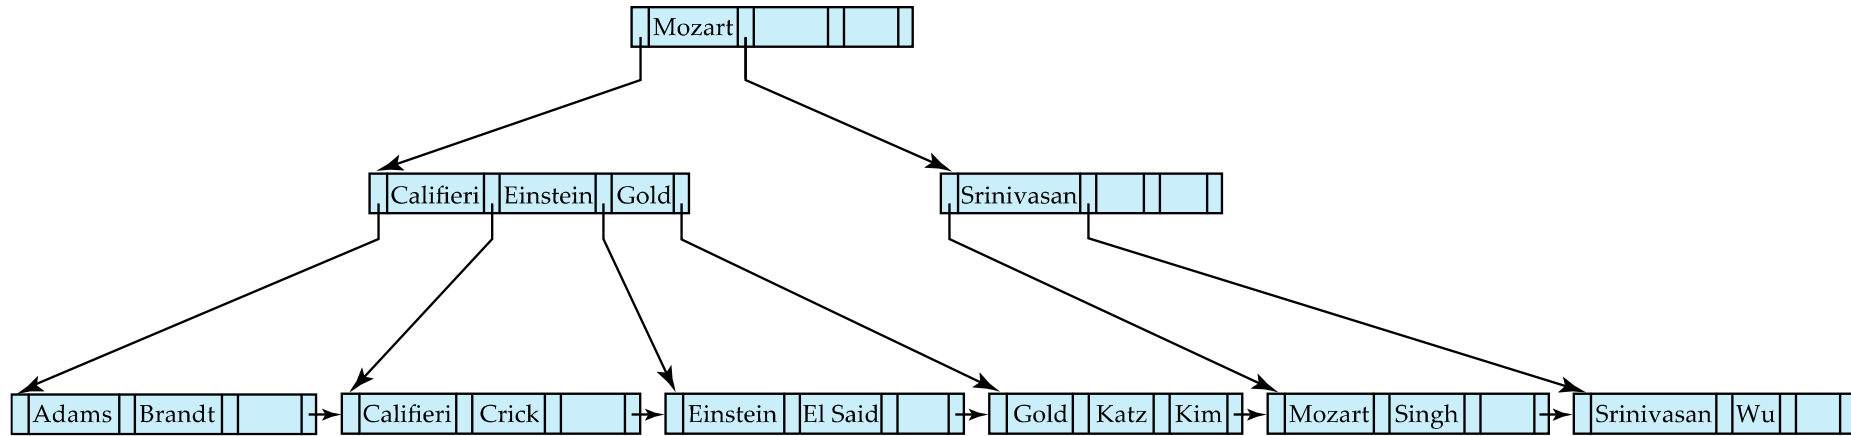 Mozart
Califieri Einstein Gold Srinivasan
Adams Brandt Califieri Crick Einstein El Said Gold Katz Kim Mozart Singh Srinivasan Wu